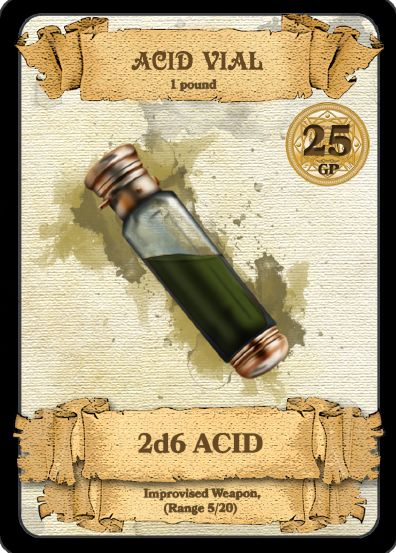 ACID VIAL
1 pound
25
GP
2d6 ACID
Improvised Weapon,
(Range 5/20)